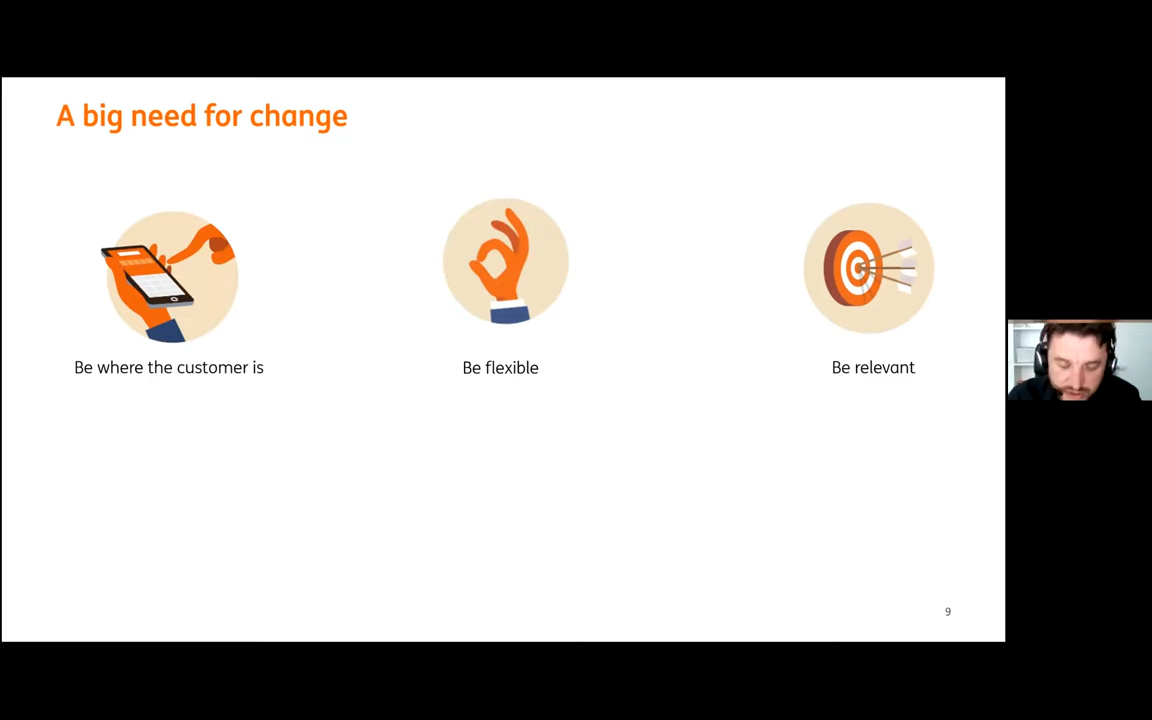 A big need for change
Be where the customer is
Be flexible
Be relevant
9